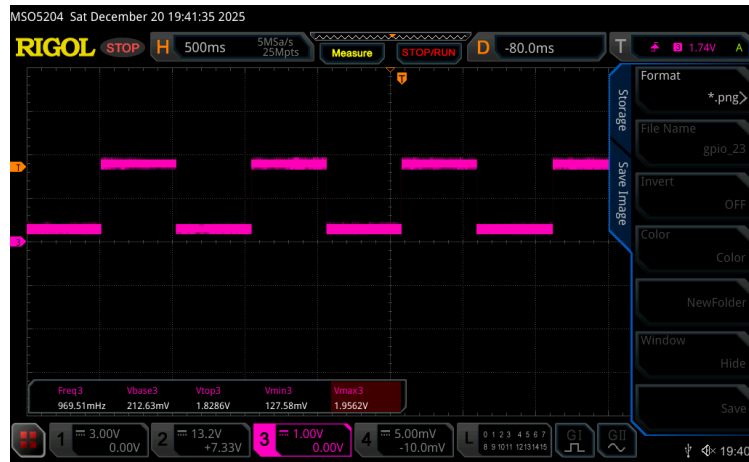 MSO5204 Sat December 20 19:41:35 2025
RIGOL STOP H 500ms 5MSa/s 25Mpts Measure STOP/RUN D -80.0ms T 3 1.74V A
T
T
3
Storage
Save Image
Format
*.png
File Name
gpio_23
Invert
OFF
Color
Color
NewFolder
Window
Hide
Save
Freq3 Vbase3 Vtop3 Vmin3 Vmax3
969.51mHz 212.63mV 1.8286V 127.58mV 1.9562V
1 3.00V 0.00V
2 13.2V +7.33V
3 1.00V 0.00V
4 5.00mV -10.0mV
L 0 1 2 3 4 5 6 7
8 9 10 11 12 13 14 15
GI GII
19:40